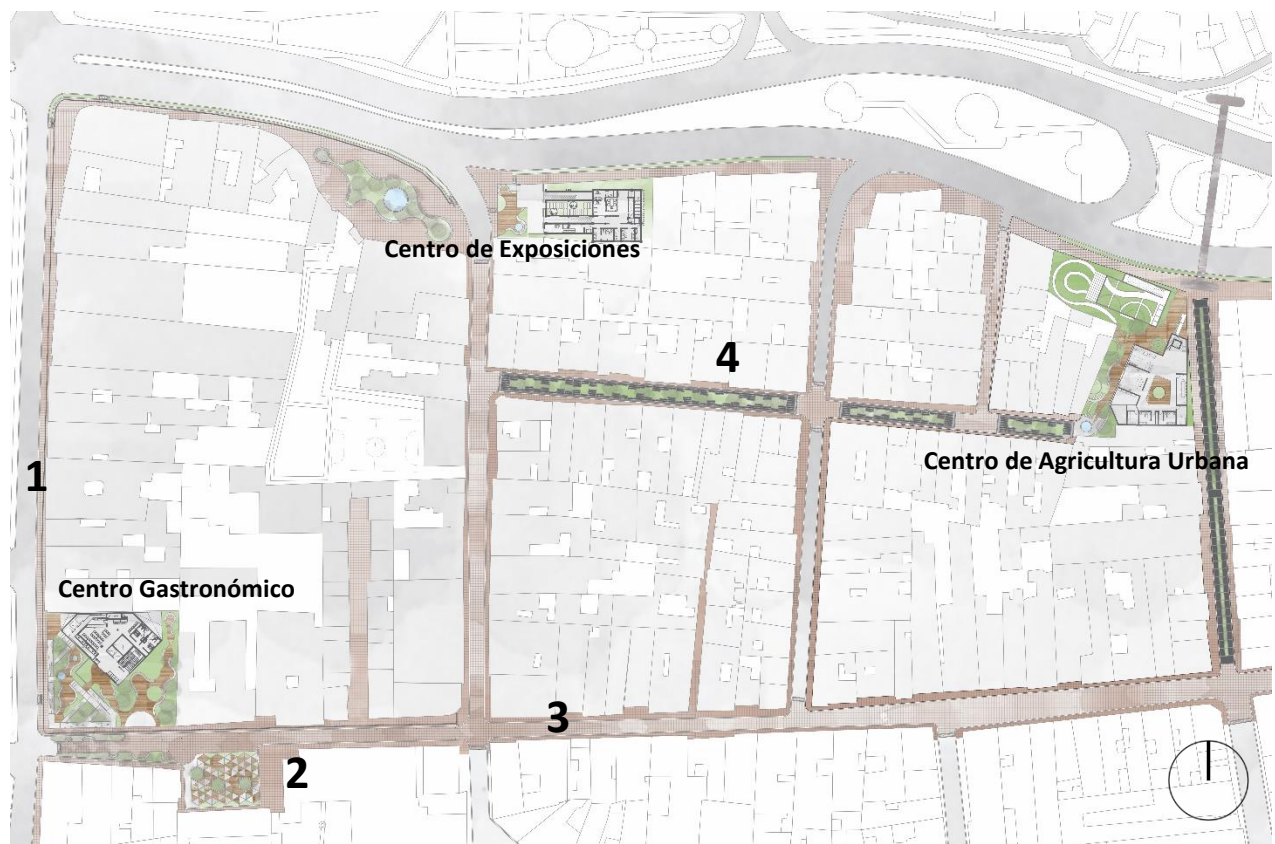 Centro de Exposiciones
4
Centro de Agricultura Urbana
1
Centro Gastronómico
3
2